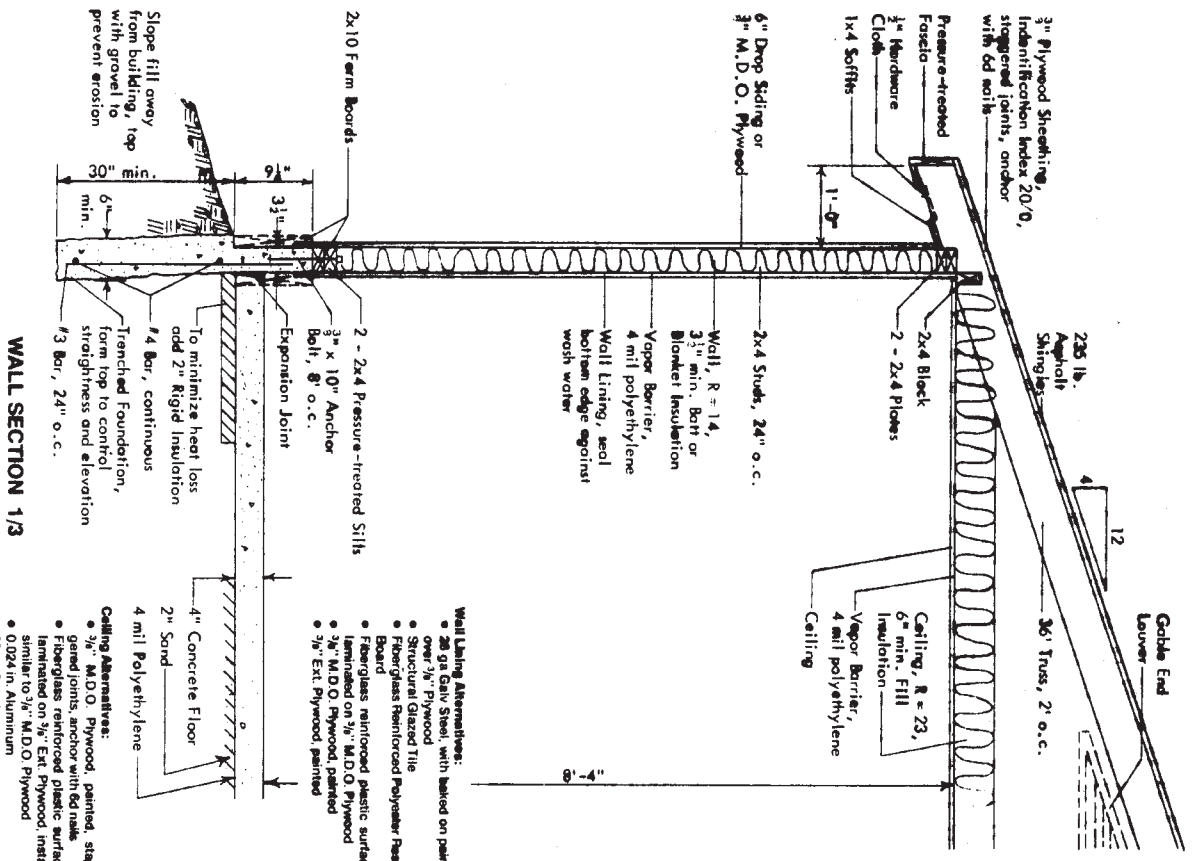 3/8" Plywood Sheathing,
Indentification Index 20/0,
staggered joints, anchor
with 6d nails
Pressure-treated
Fascia
1/2" Hardware
Cloth
1x4 Soffits
6" Drop Siding or
M.D.O. Plywood
2x10 Form Boards
Slope fill away
from building, top
with gravel to
prevent erosion
30" min.
6"
min.
9 1/4"
3 1/2"
1'-0"
235 lb.
Asphalt
Shingles
4
12
Gable End
Louver
36' Truss, 2' o.c.
2x4 Block
2 - 2x4 Plates
2x4 Studs, 24" o.c.
Wall, R = 14,
3 1/2" min. Batt or
Blanket Insulation
Vapor Barrier,
4 mil polyethylene
Wall Lining, seal
bottom edge against
wash water
2 - 2x4 Pressure-treated Sills
x 10" Anchor
Bolt, 8' o.c.
Expansion Joint
To minimize heat loss
add 2" Rigid Insulation
#4 Bar, continuous
Trenched Foundation,
form top to control
straightness and elevation
#3 Bar, 24" o.c.
Ceiling, R = 23,
6" min. Fill
Insulation
Vapor Barrier,
4 mil polyethylene
Ceiling
8'-4"
4" Concrete Floor
2" Sand
4 mil Polyethylene
Wall Lining Alternatives:
• 28 ga Galv Steel, with baked on
over 3/8" Plywood
• Structural Glazed Tile
• Fiberglass Reinforced Polyester
Board
• Fiberglass reinforced plastic
laminated on 3/8" M.D.O. Plywood
• 3/8" M.D.O. Plywood, painted
• 3/8" Ext. Plywood, painted
Ceiling Alternatives:
• 3/8" M.D.O. Plywood, painted, sta
gered joints, anchor with 6d nails
• Fiberglass reinforced plastic
laminated on 3/8" Ext. Plywood,
similar to 3/8" M.D.O. Plywood
• 0.024 in. Aluminum
WALL SECTION 1/3